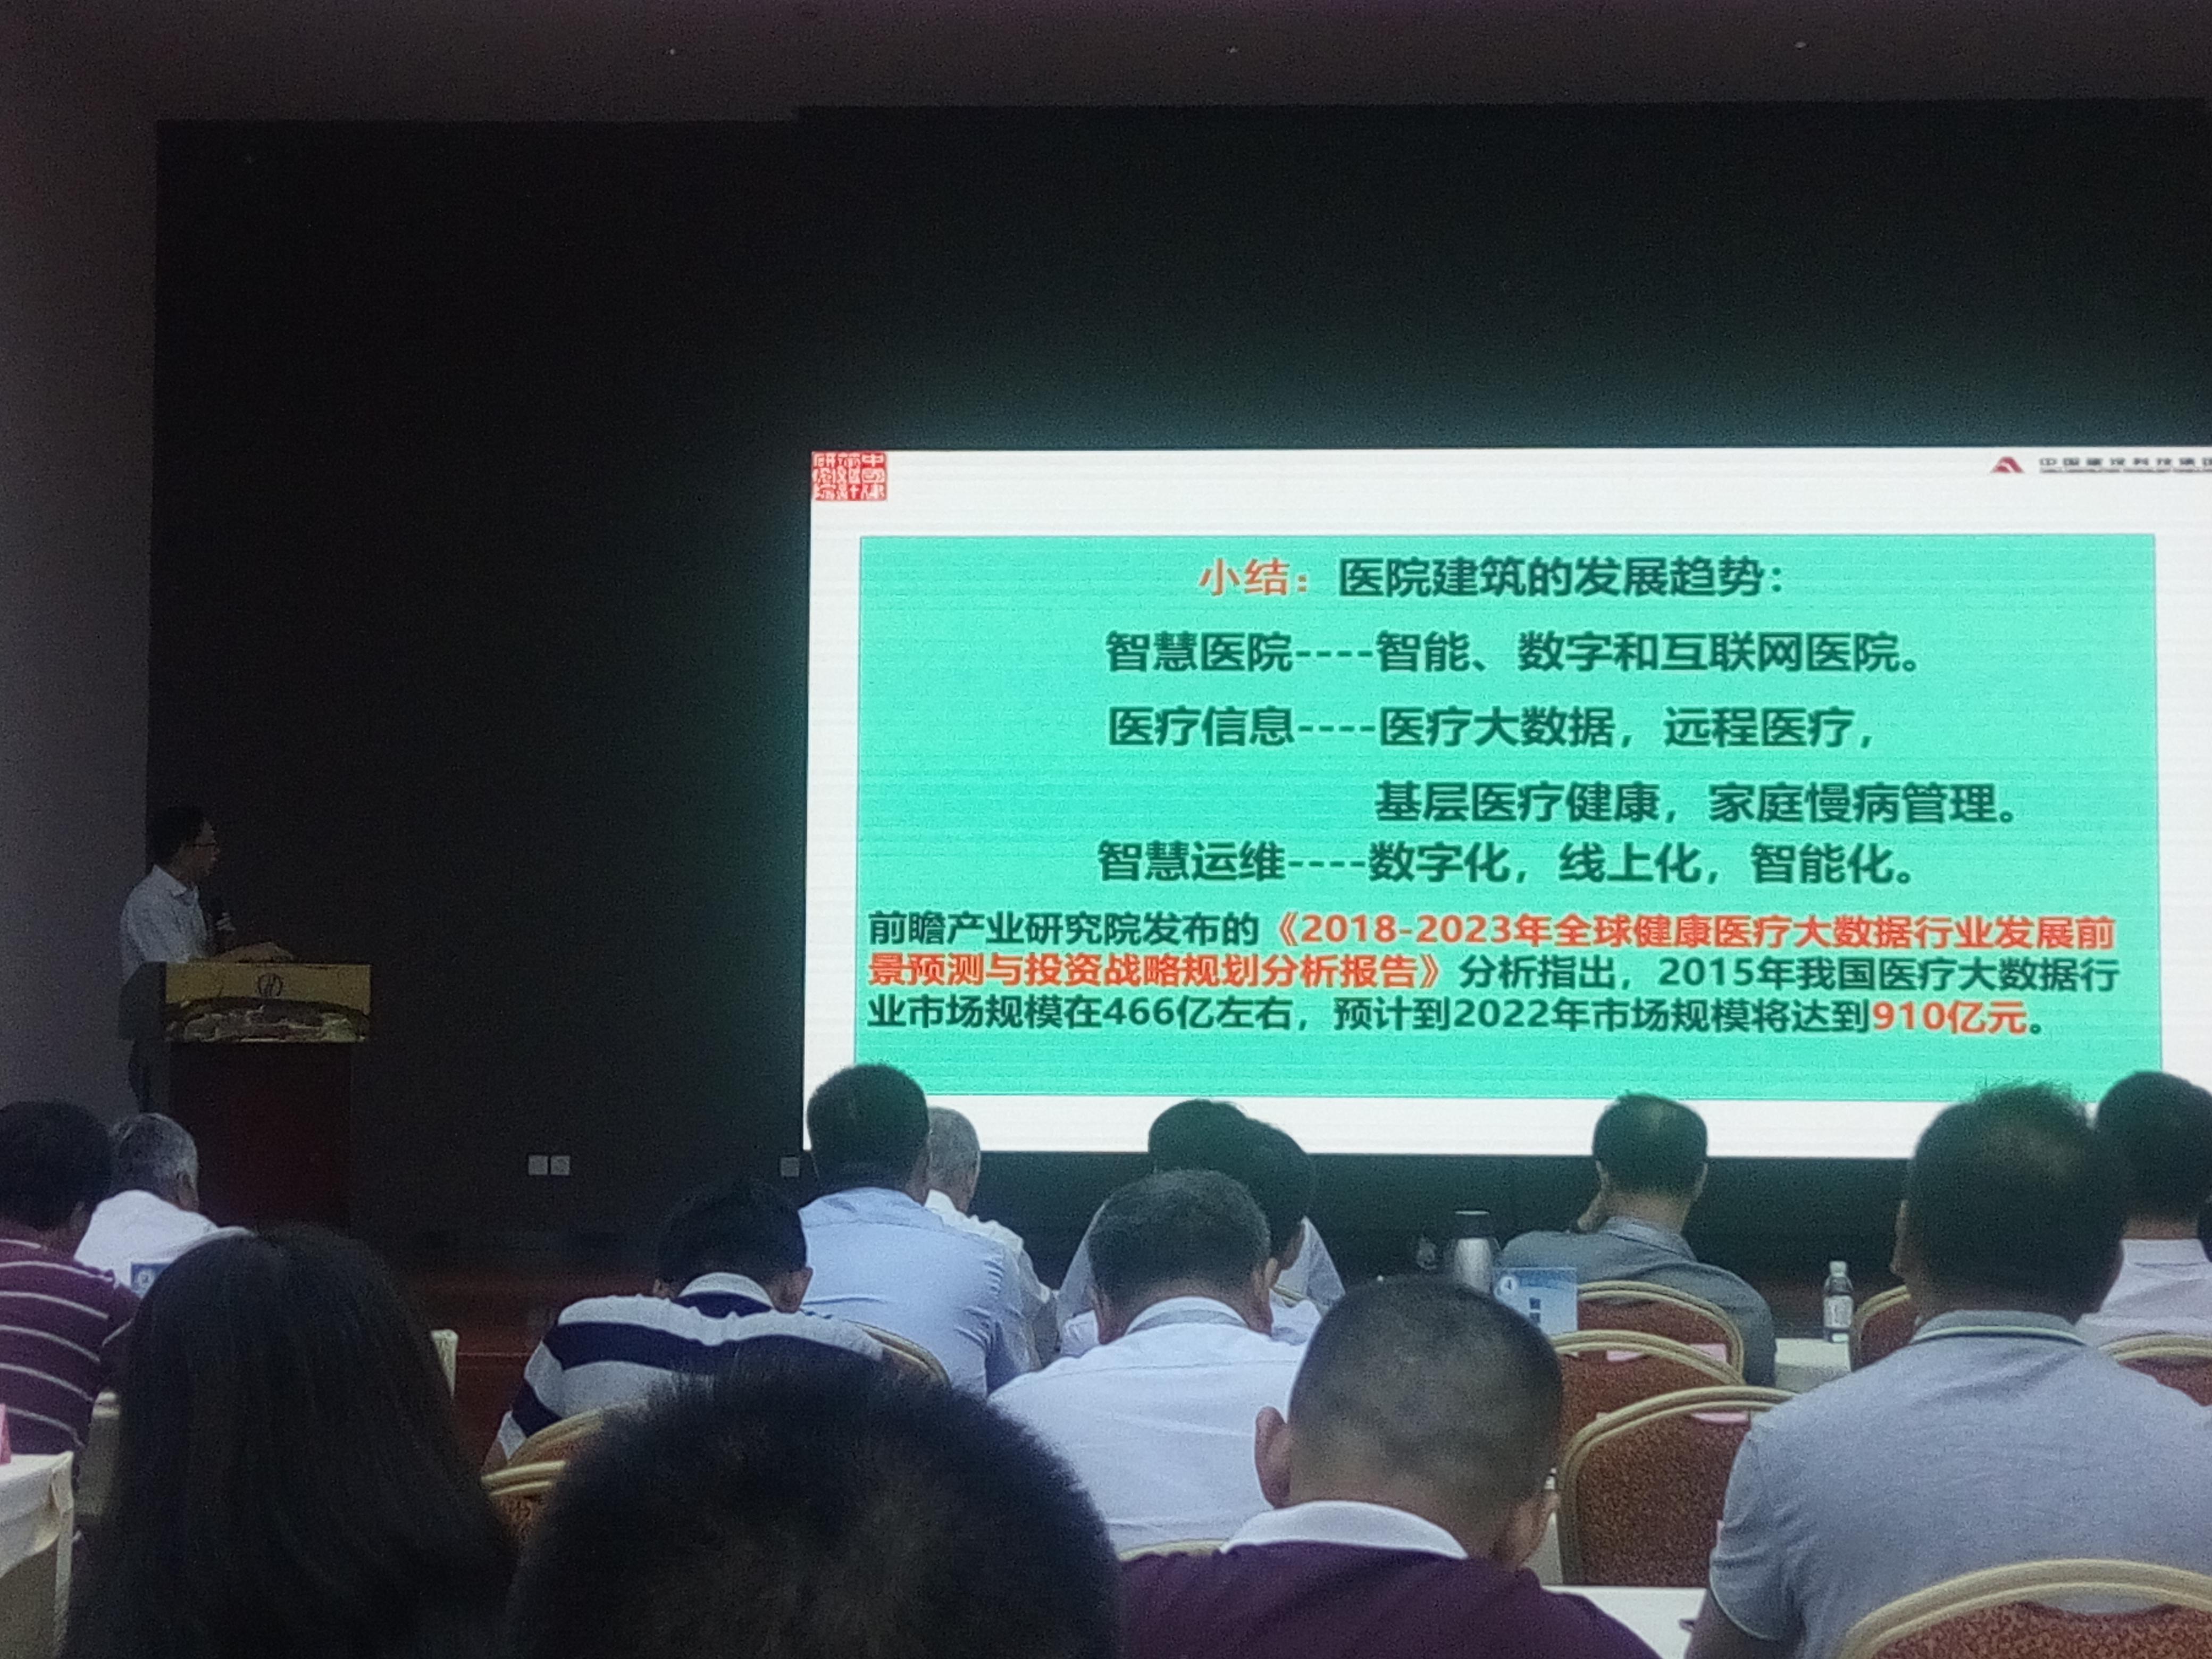 中国建设科技集团
小结：医院建筑的发展趋势：
智慧医院----智能、数字和互联网医院。
医疗信息----医疗大数据，远程医疗，
基层医疗健康，家庭慢病管理。
智慧运维----数字化，线上化，智能化。
前瞻产业研究院发布的《2018-2023年全球健康医疗大数据行业发展前
景预测与投资战略规划分析报告》分析指出，2015年我国医疗大数据行
业市场规模在466亿左右，预计到2022年市场规模将达到910亿元。